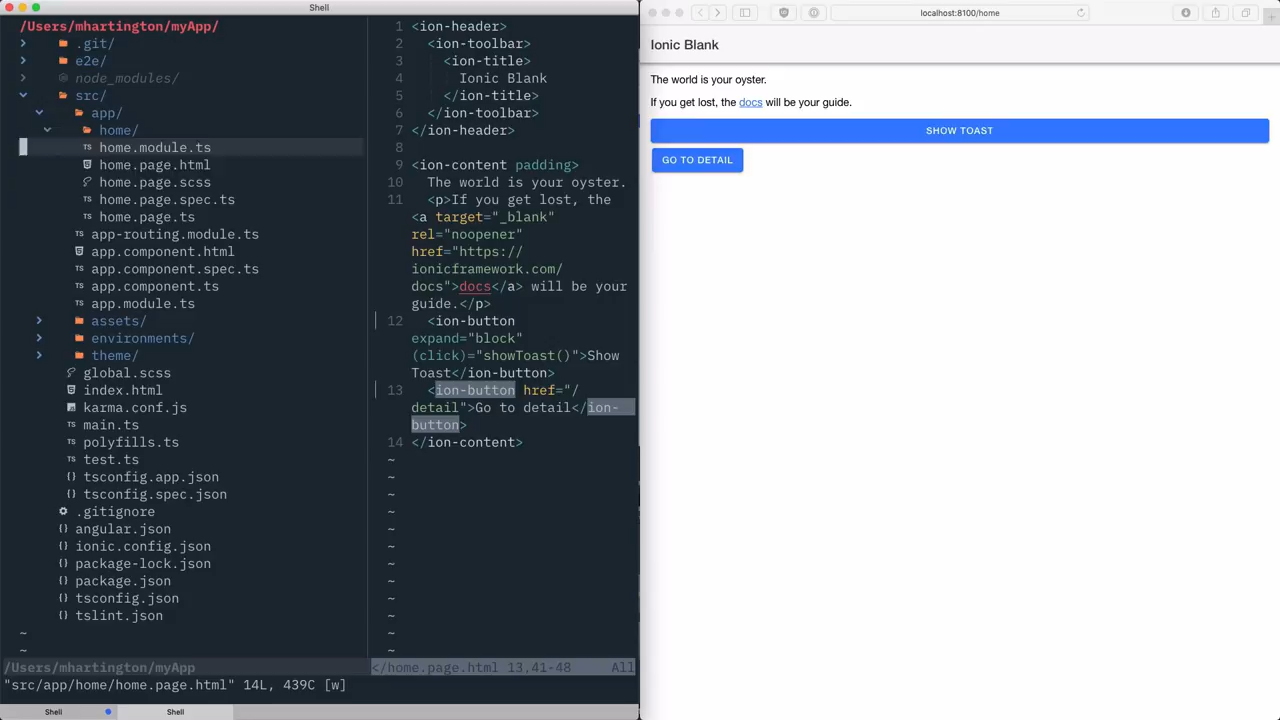 Shell
/Users/mhartington/myApp/
.git/
e2e/
node_modules/
src/
app/
home/
TS home.module.ts
home.page.html
home.page.scss
TS home.page.spec.ts
TS home.page.ts
TS app-routing.module.ts
app.component.html
TS app.component.spec.ts
TS app.component.ts
TS app.module.ts
assets/
environments/
theme/
global.scss
index.html
karma.conf.js
TS main.ts
TS polyfills.ts
TS test.ts
{} tsconfig.app.json
{} tsconfig.spec.json
.gitignore
{} angular.json
{} ionic.config.json
{} package-lock.json
{} package.json
{} tsconfig.json
{} tslint.json
~
~
/Users/mhartington/myApp
"src/app/home/home.page.html" 14L, 439C [w]
Shell
Shell
1 <ion-header>
2 <ion-toolbar>
3 <ion-title>
4 Ionic Blank
5 </ion-title>
6 </ion-toolbar>
7 </ion-header>
8
9 <ion-content padding>
10 The world is your oyster.
11 <p>If you get lost, the
<a target="_blank"
rel="noopener"
href="https://
ionicframework.com/
docs">docs</a> will be your
guide.</p>
12 <ion-button
expand="block"
(click)="showToast()">Show
Toast</ion-button>
13 <ion-button href="/
detail">Go to detail</ion-
button>
14 </ion-content>
~
~
~
~
~
~
~
~
~
~
~
~
</home.page.html 13.41-48 All
localhost:8100/home
Ionic Blank
The world is your oyster.
If you get lost, the docs will be your guide.
SHOW TOAST
GO TO DETAIL